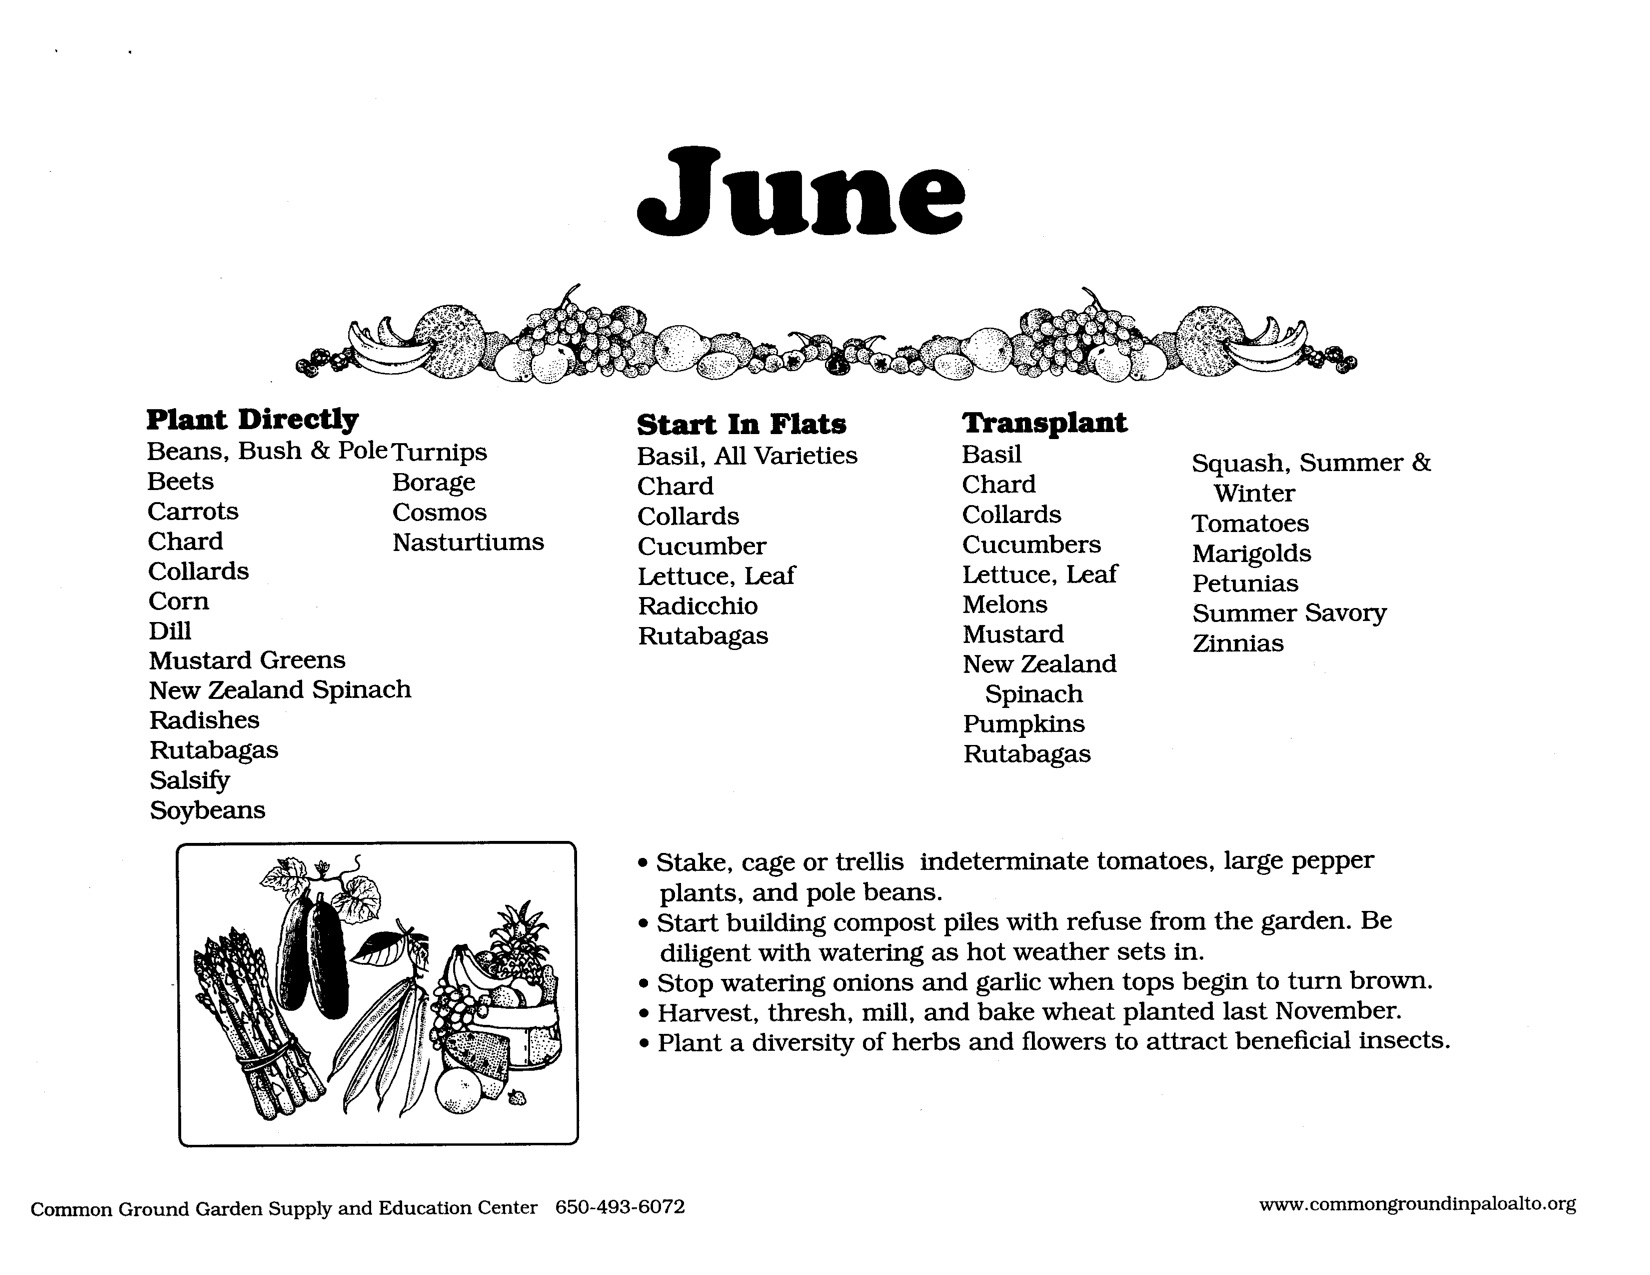 June
Plant Directly
Beans, Bush & Pole
Beets
Carrots
Chard
Collards
Corn
Dill
Mustard Greens
New Zealand Spinach
Radishes
Rutabagas
Salsify
Soybeans
Turnips
Borage
Cosmos
Nasturtiums
Start In Flats
Basil, All Varieties
Chard
Collards
Cucumber
Lettuce, Leaf
Radicchio
Rutabagas
Transplant
Basil
Chard
Collards
Cucumbers
Lettuce, Leaf
Melons
Mustard
New Zealand
Spinach
Pumpkins
Rutabagas
Squash, Summer &
Winter
Tomatoes
Marigolds
Petunias
Summer Savory
Zinnias
• Stake, cage or trellis indeterminate tomatoes, large pepper
plants, and pole beans.
• Start building compost piles with refuse from the garden. Be
diligent with watering as hot weather sets in.
• Stop watering onions and garlic when tops begin to turn brown.
• Harvest, thresh, mill, and bake wheat planted last November.
• Plant a diversity of herbs and flowers to attract beneficial insects.
Common Ground Garden Supply and Education Center 650-493-6072
www.commongroundinpaloalto.org